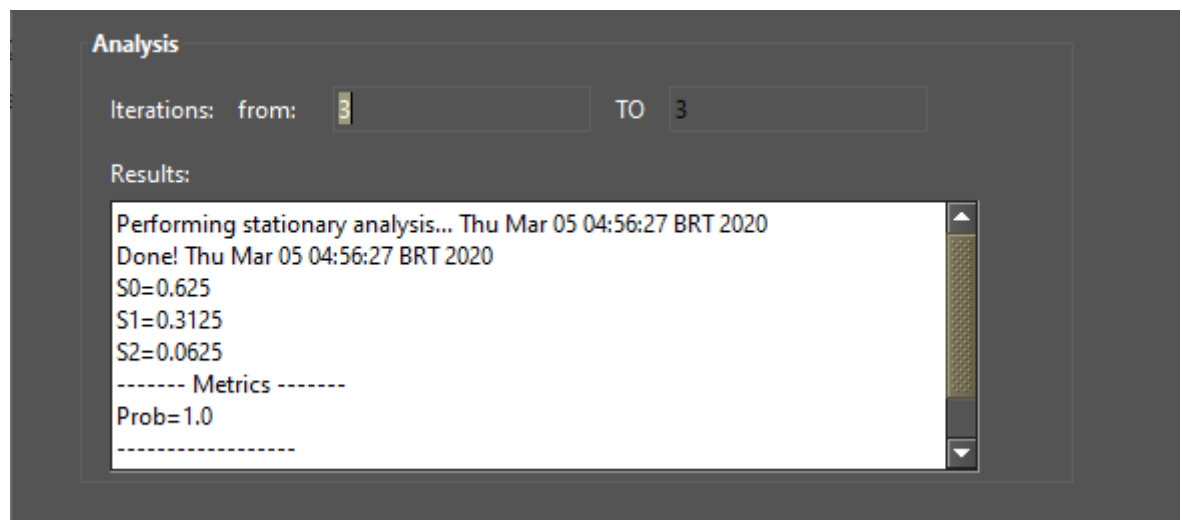 Analysis
Iterations: from: 3 TO 3
Results:
Performing stationary analysis... Thu Mar 05 04:56:27 BRT 2020
Done! Thu Mar 05 04:56:27 BRT 2020
S0=0.625
S1=0.3125
S2=0.0625
------- Metrics -------
Prob=1.0
------------------